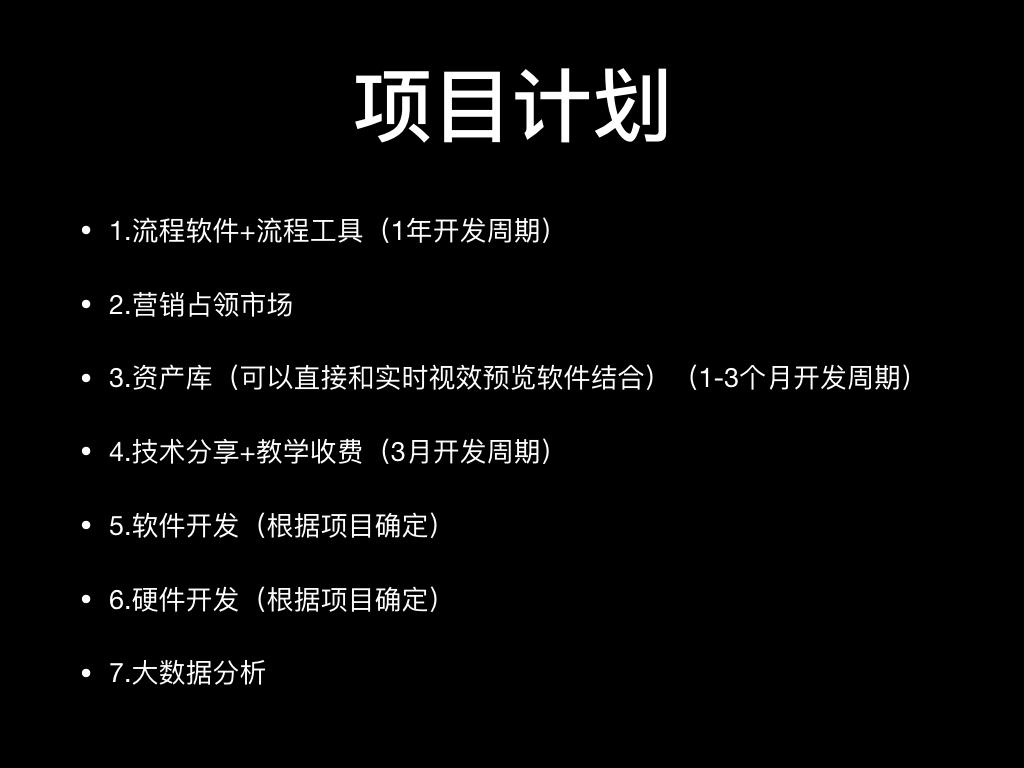 项目计划
• 1.流程软件+流程工具（1年开发周期）
• 2.营销占领市场
• 3.资产库（可以直接和实时视效预览软件结合）（1-3个月开发周期）
• 4.技术分享+教学收费（3月开发周期）
• 5.软件开发（根据项目确定）
• 6.硬件开发（根据项目确定）
• 7.大数据分析